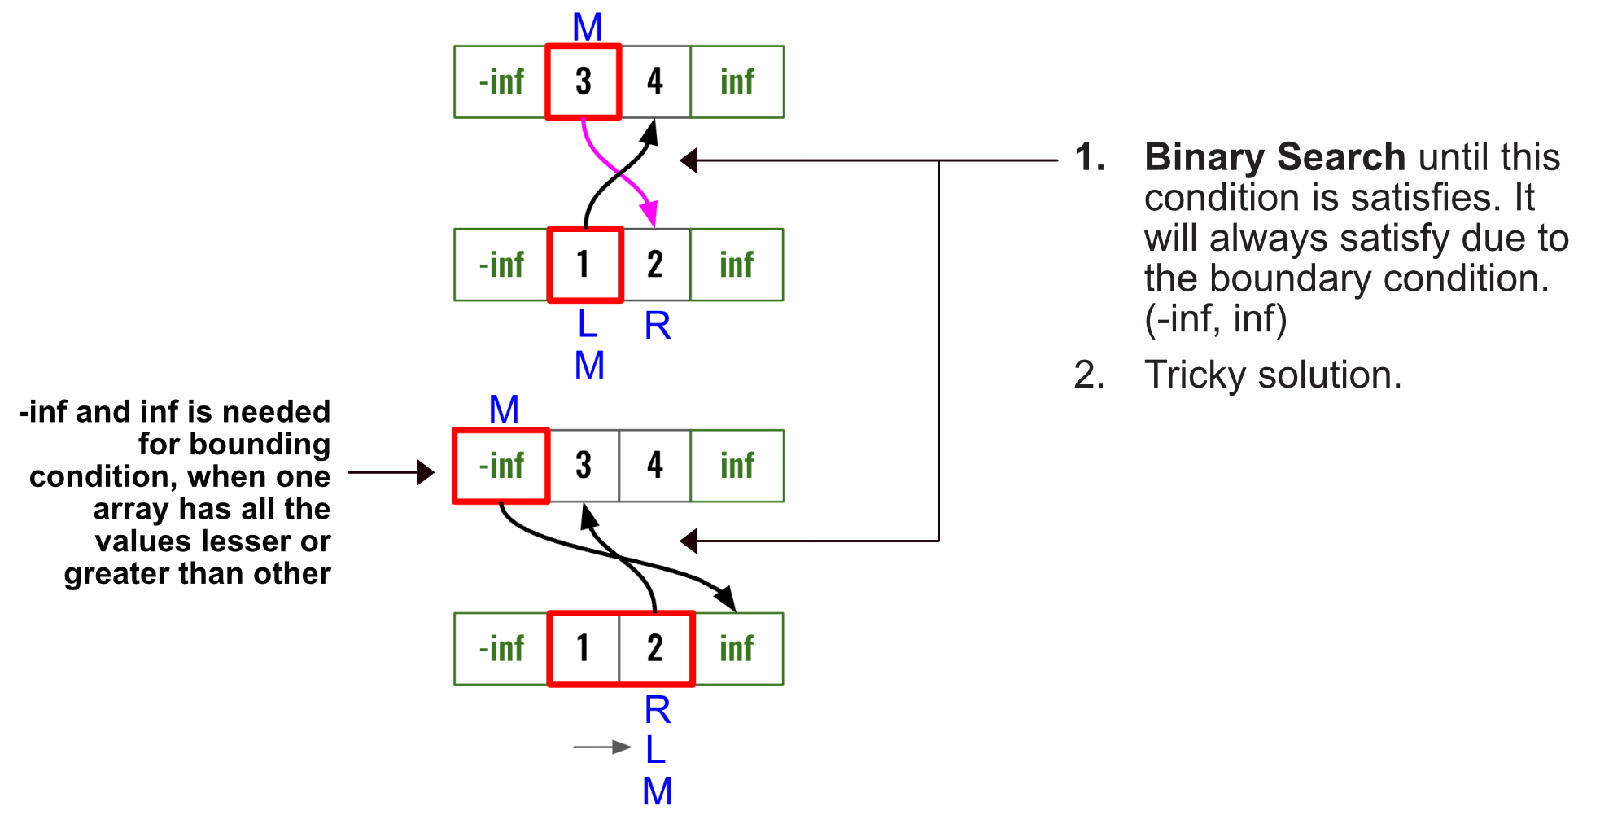 M
-inf 3 4 inf
-inf 1 2 inf
L R
M
1. Binary Search until this
condition is satisfies. It
will always satisfy due to
the boundary condition.
(-inf, inf)
2. Tricky solution.
-inf and inf is needed
for bounding
condition, when one
array has all the
values lesser or
greater than other
M
-inf 3 4 inf
-inf 1 2 inf
R
L
M